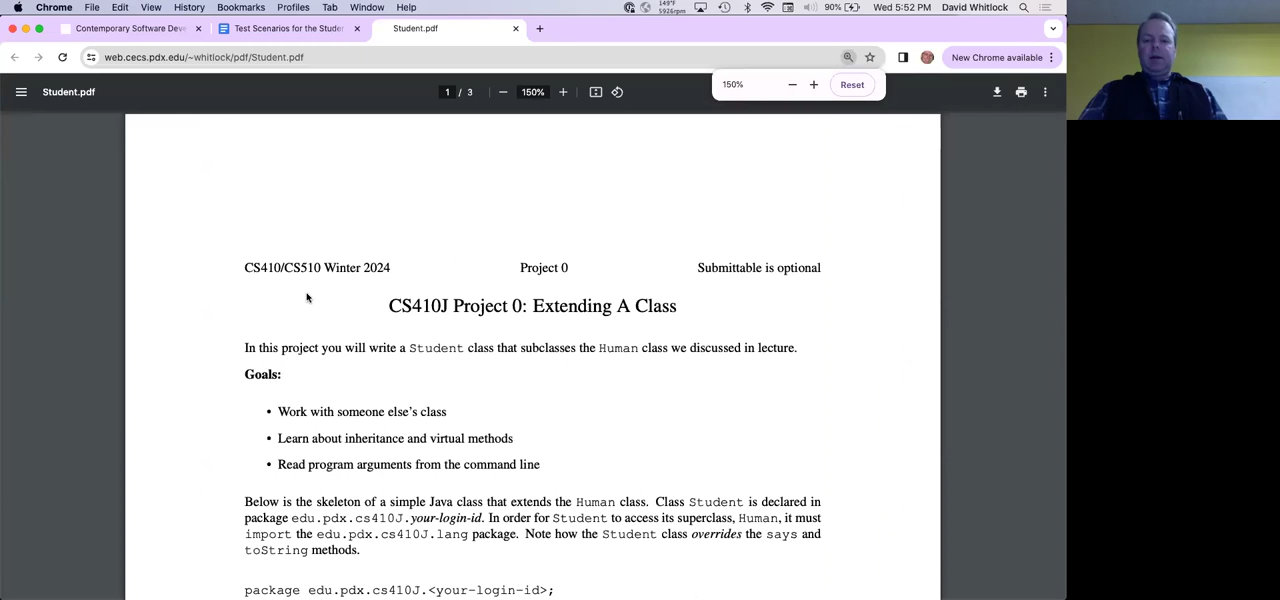 Chrome File Edit View History Bookmarks Profiles Tab Window Help 149°F 5926rpm 90% Wed 5:52 PM David Whitlock
Contemporary Software Deve Test Scenarios for the Studen Student.pdf
web.cecs.pdx.edu/~whitlock/pdf/Student.pdf New Chrome available
Student.pdf 1 / 3 150%
150% Reset
CS410/CS510 Winter 2024 Project 0 Submittable is optional
CS410J Project 0: Extending A Class
In this project you will write a Student class that subclasses the Human class we discussed in lecture.
Goals:
• Work with someone else's class
• Learn about inheritance and virtual methods
• Read program arguments from the command line
Below is the skeleton of a simple Java class that extends the Human class. Class Student is declared in
package edu.pdx.cs410J.your-login-id. In order for Student to access its superclass, Human, it must
import the edu.pdx.cs410J.lang package. Note how the Student class overrides the says and
toString methods.
package edu.pdx.cs410J.<your-login-id>;